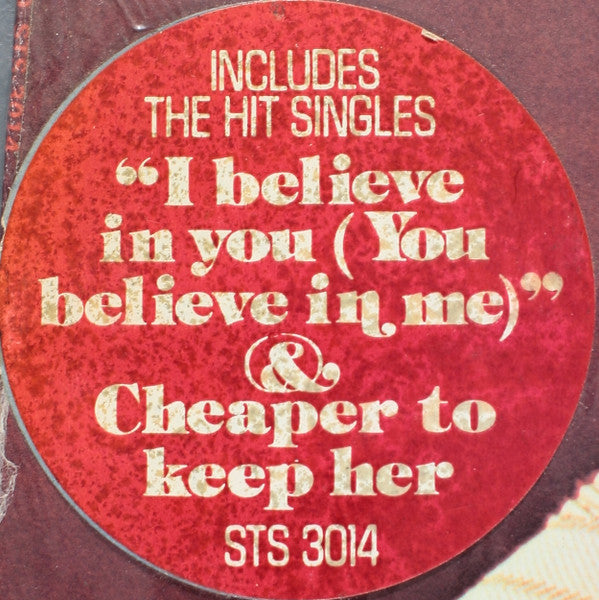 INCLUDES
THE HIT SINGLES
“I believe
in you (You
believe in me)”
&
Cheaper to
keep her
STS 3014